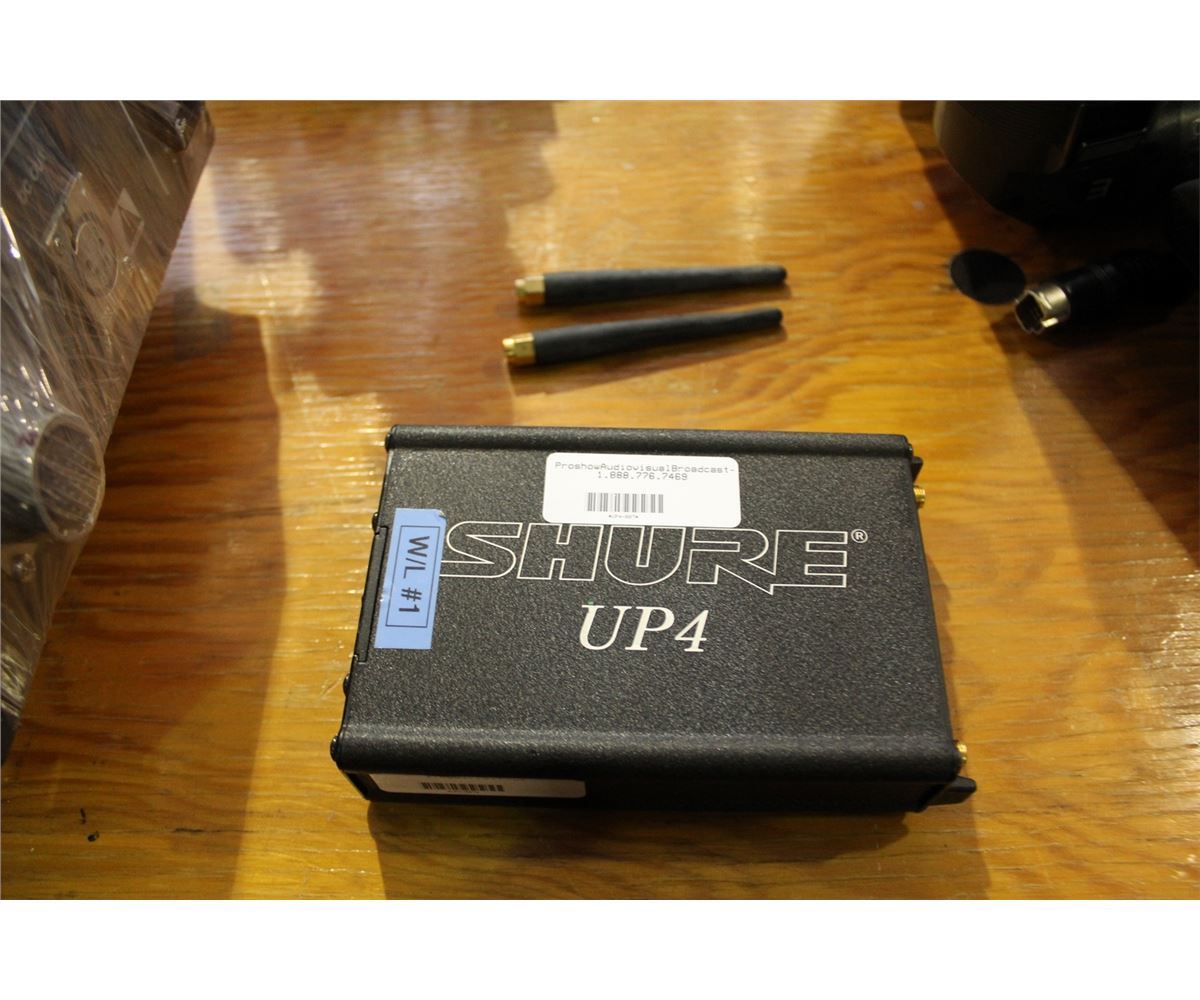 ProshowAudiovisualBroadcast-
1.888.776.7469
SHURE®
UP4
W/L #1